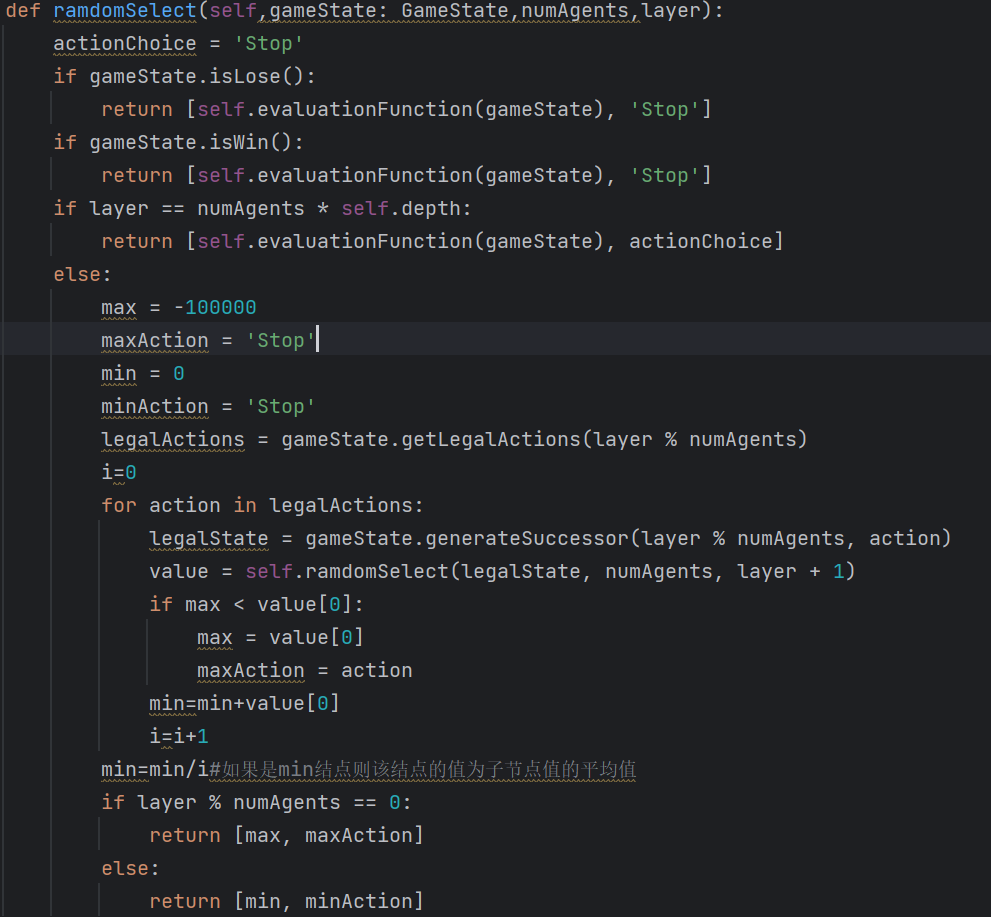 def ramdomSelect(self,gameState: GameState,numAgents,layer):
    actionChoice = 'Stop'
    if gameState.isLose():
        return [self.evaluationFunction(gameState), 'Stop']
    if gameState.isWin():
        return [self.evaluationFunction(gameState), 'Stop']
    if layer == numAgents * self.depth:
        return [self.evaluationFunction(gameState), actionChoice]
    else:
        max = -100000
        maxAction = 'Stop'
        min = 0
        minAction = 'Stop'
        legalActions = gameState.getLegalActions(layer % numAgents)
        i=0
        for action in legalActions:
            legalState = gameState.generateSuccessor(layer % numAgents, action)
            value = self.ramdomSelect(legalState, numAgents, layer + 1)
            if max < value[0]:
                max = value[0]
                maxAction = action
            min=min+value[0]
            i=i+1
        min=min/i#如果是min结点则该结点的值为子节点值的平均值
        if layer % numAgents == 0:
            return [max, maxAction]
        else:
            return [min, minAction]